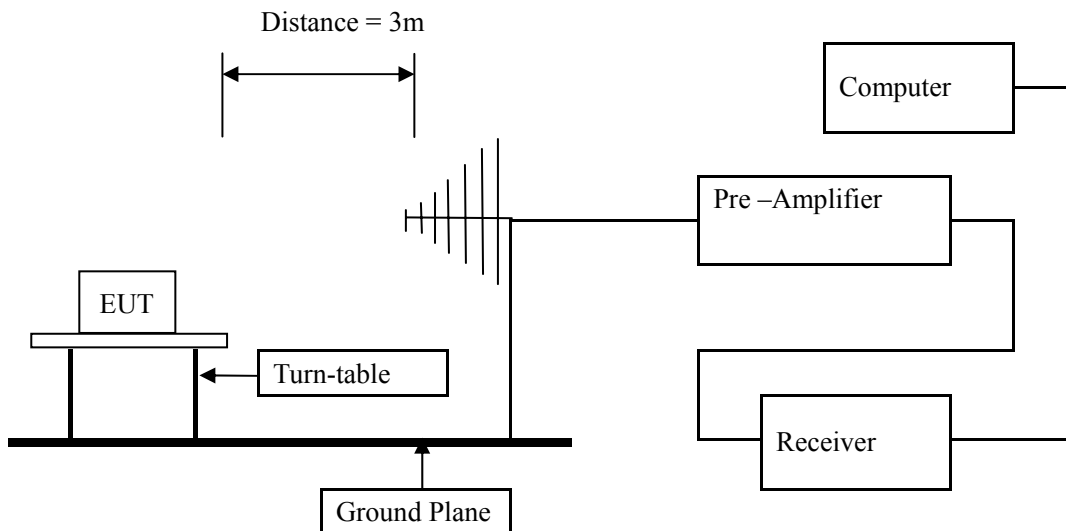 Distance = 3m
Computer
Pre –Amplifier
EUT
Turn-table
Receiver
Ground Plane